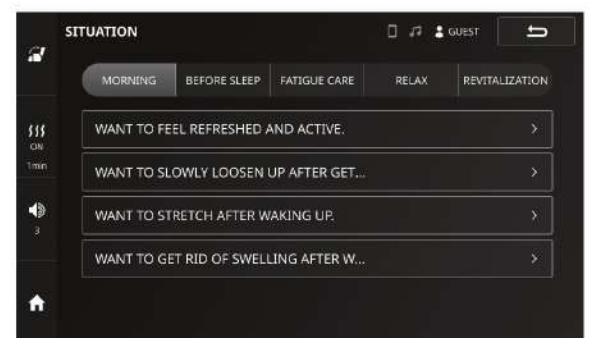 SITUATION
GUEST
MORNING BEFORE SLEEP FATIGUE CARE RELAX REVITALIZATION
WANT TO FEEL REFRESHED AND ACTIVE.
ON
1min
WANT TO SLOWLY LOOSEN UP AFTER GET...
WANT TO STRETCH AFTER WAKING UP.
3
WANT TO GET RID OF SWELLING AFTER W...